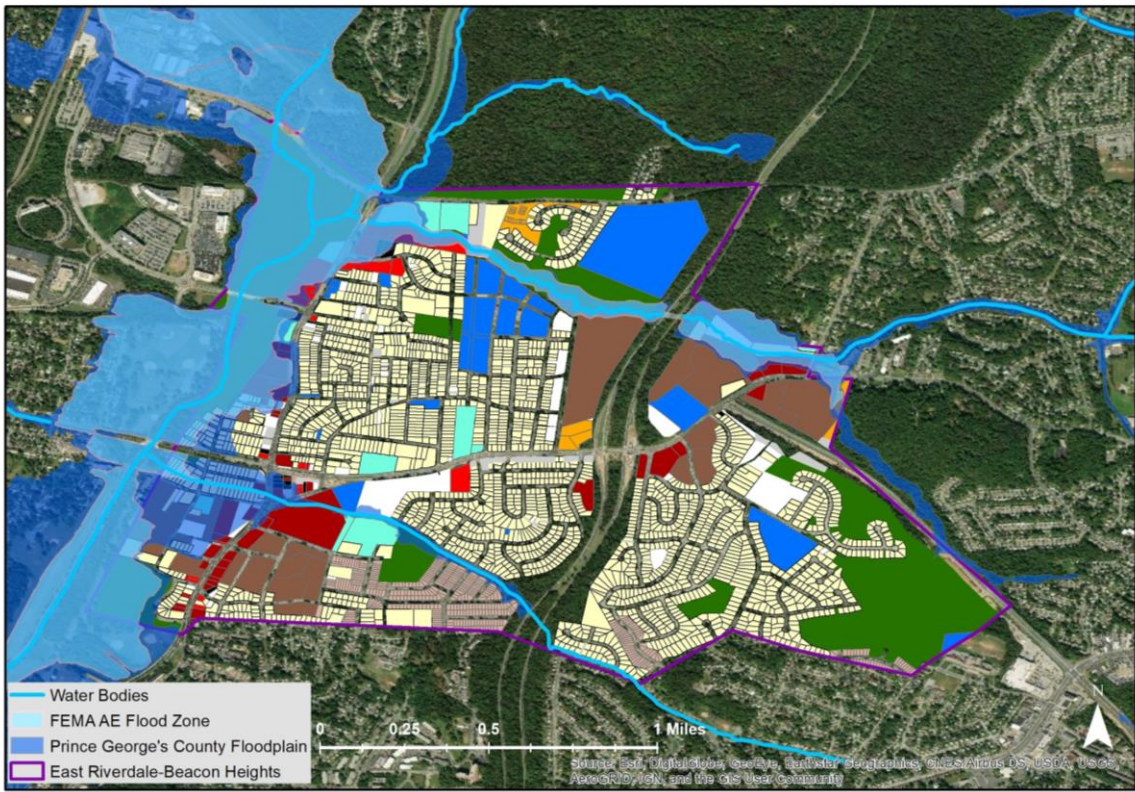 Water Bodies
FEMA AE Flood Zone
Prince George's County Floodplain
East Riverdale-Beacon Heights
0 0.25 0.5 1 Miles
N
Source: Esri, DigitalGlobe, GeoEye, Earthstar Geographics, CNES/Airbus DS, USDA, USGS,
AeroGRID, IGN, and the GIS User Community